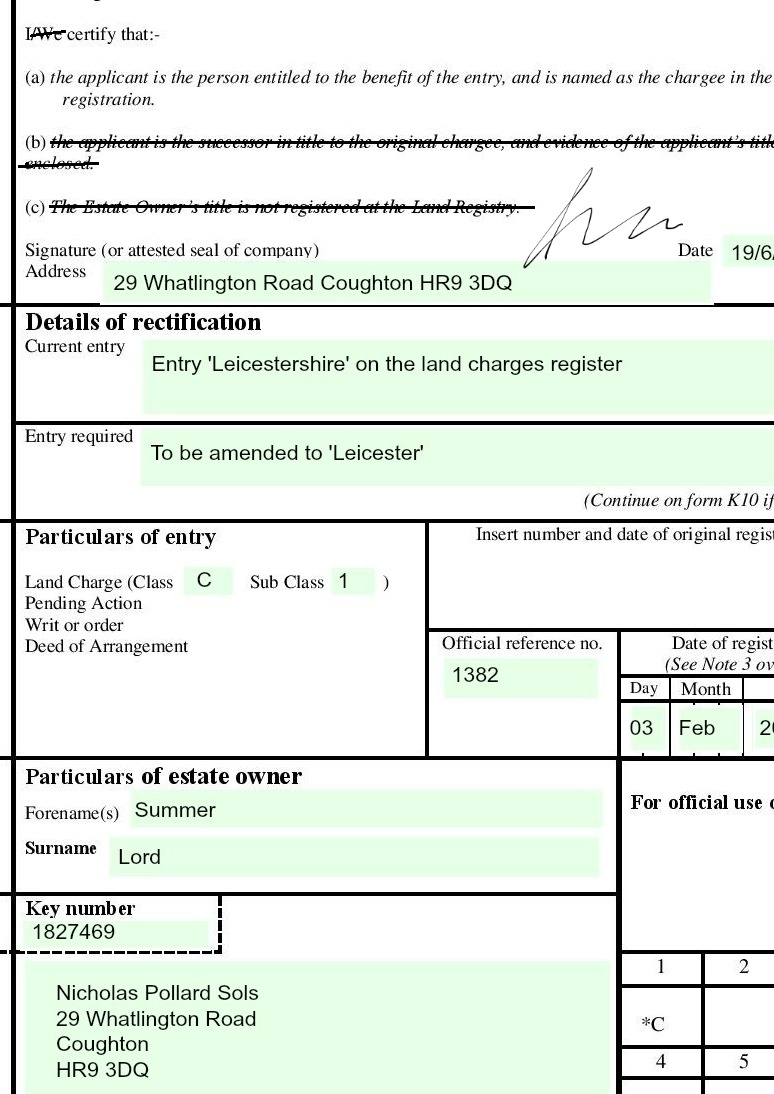 I/We certify that:-
(a) the applicant is the person entitled to the benefit of the entry, and is named as the chargee in the
registration.
(b) the applicant is the successor in title to the original chargee, and evidence of the applicant's title
enclosed.
(c) The Estate Owner's title is not registered at the Land Registry.
Signature (or attested seal of company)
Date 19/6/
Address 29 Whatlington Road Coughton HR9 3DQ
Details of rectification
Current entry
Entry 'Leicestershire' on the land charges register
Entry required
To be amended to 'Leicester'
(Continue on form K10 if
Particulars of entry
Insert number and date of original regist
Land Charge (Class C Sub Class 1 )
Pending Action
Writ or order
Deed of Arrangement
Official reference no.
1382
Date of regist
(See Note 3 ov
Day Month
03 Feb 20
Particulars of estate owner
Forename(s) Summer
Surname Lord
For official use o
Key number
1827469
Nicholas Pollard Sols
29 Whatlington Road
Coughton
HR9 3DQ
1 2
*C
4 5